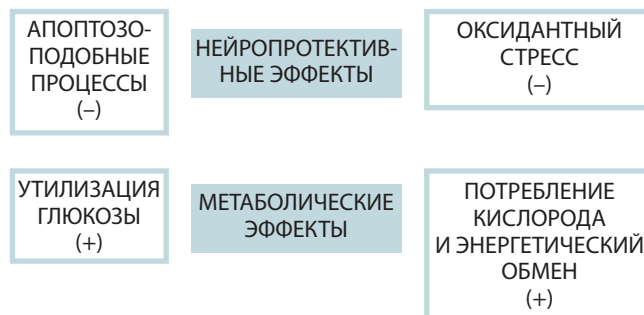 АПОПТОЗО-
ПОДОБНЫЕ
ПРОЦЕССЫ
(–)
НЕЙРОПРОТЕКТИВ-
НЫЕ ЭФФЕКТЫ
ОКСИДАНТНЫЙ
СТРЕСС
(–)
УТИЛИЗАЦИЯ
ГЛЮКОЗЫ
(+)
МЕТАБОЛИЧЕСКИЕ
ЭФФЕКТЫ
ПОТРЕБЛЕНИЕ
КИСЛОРОДА
И ЭНЕРГЕТИЧЕСКИЙ
ОБМЕН
(+)